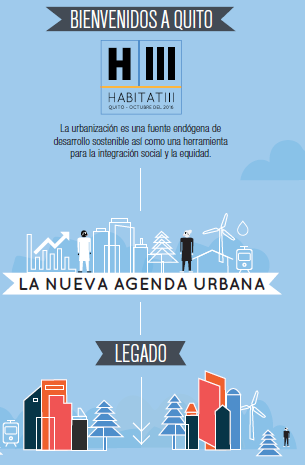 BIENVENIDOS A QUITO
H III
HABITAT III
QUITO - OCTUBRE DEL 2016
La urbanización es una fuente endógena de
desarrollo sostenible así como una herramienta
para la integración social y la equidad.
LA NUEVA AGENDA URBANA
LEGADO